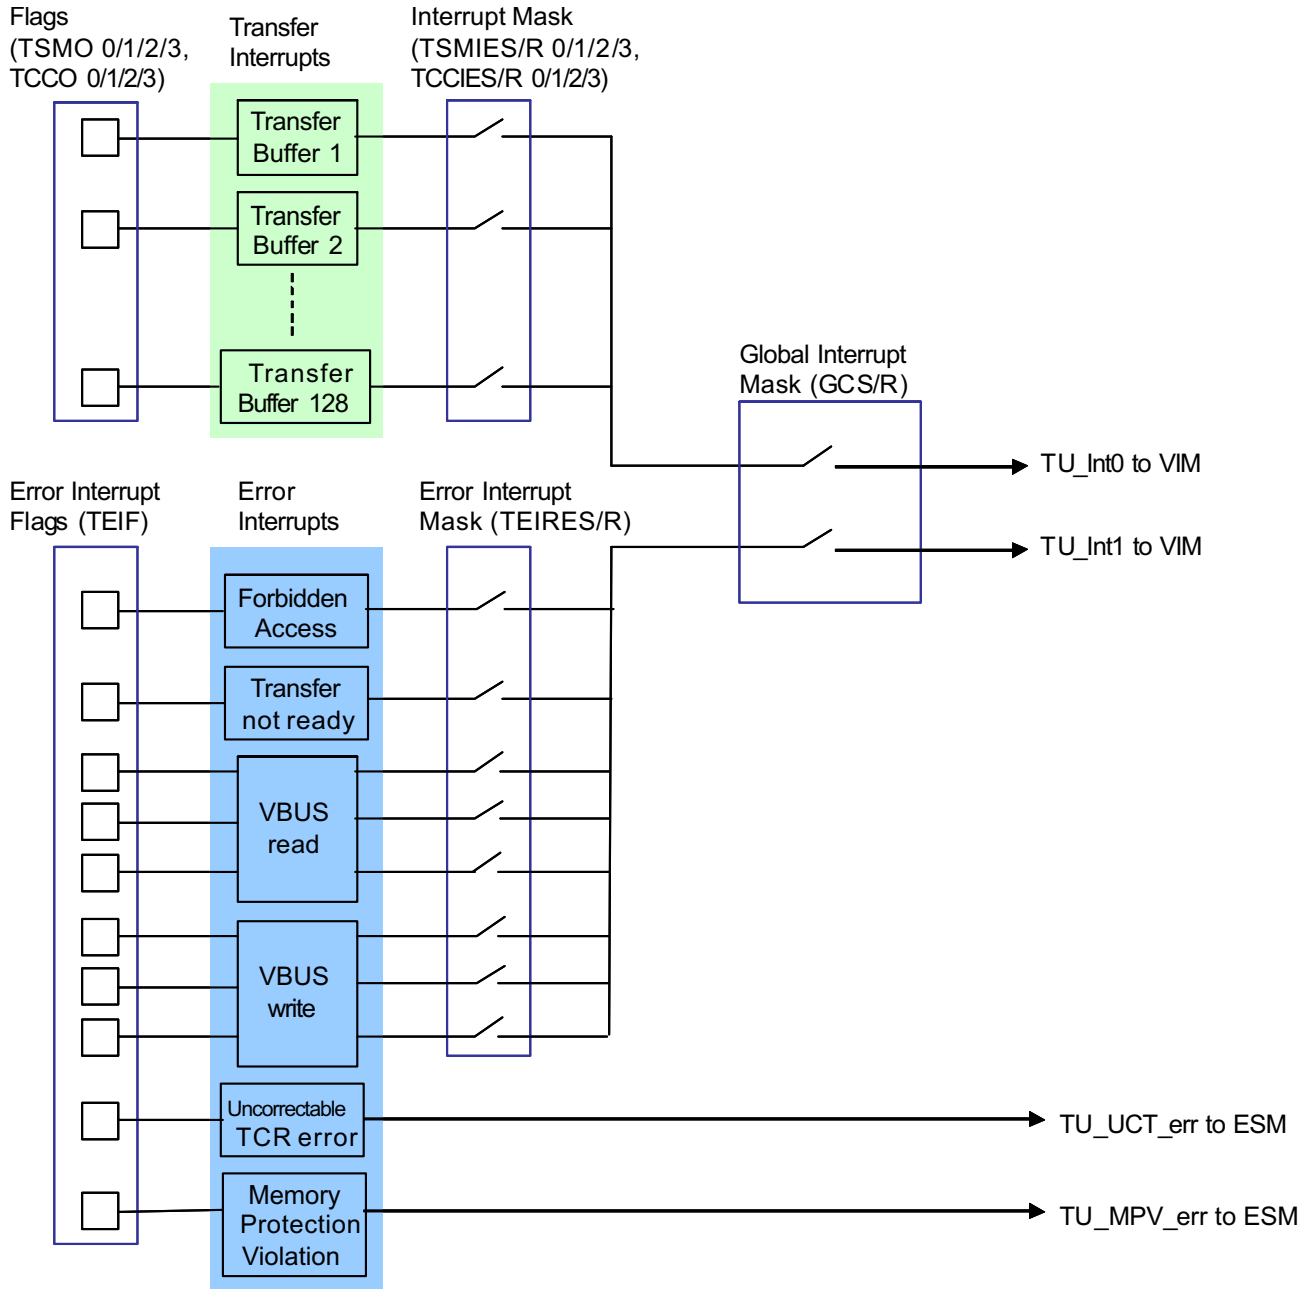 Flags
(TSMO 0/1/2/3,
TCCO 0/1/2/3)
Transfer
Interrupts
Interrupt Mask
(TSMIES/R 0/1/2/3,
TCCIES/R 0/1/2/3)
Transfer
Buffer 1
Transfer
Buffer 2
Transfer
Buffer 128
Global Interrupt
Mask (GCS/R)
TU_Int0 to VIM
TU_Int1 to VIM
Error Interrupt
Flags (TEIF)
Error
Interrupts
Error Interrupt
Mask (TEIRES/R)
Forbidden
Access
Transfer
not ready
VBUS
read
VBUS
write
Uncorrectable
TCR error
TU_UCT_err to ESM
Memory
Protection
Violation
TU_MPV_err to ESM